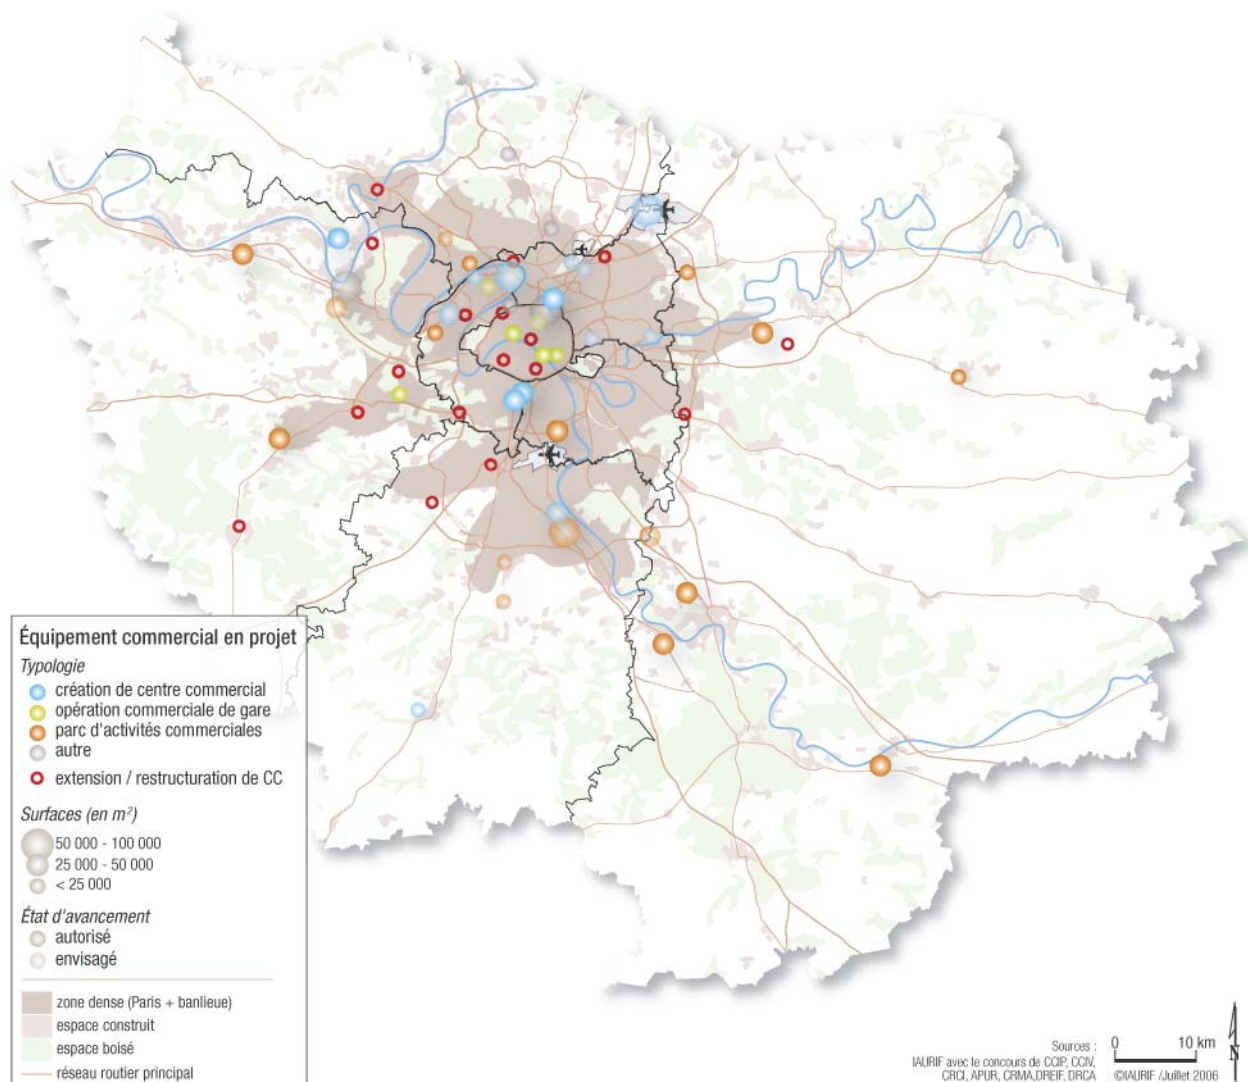 Équipement commercial en projet
Typologie
création de centre commercial
opération commerciale de gare
parc d'activités commerciales
autre
extension / restructuration de CC
Surfaces (en m²)
50 000 - 100 000
25 000 - 50 000
< 25 000
État d'avancement
autorisé
envisagé
zone dense (Paris + banlieue)
espace construit
espace boisé
réseau routier principal
Sources :
IAURIF avec le concours de CCIP, CCIV,
CRCI, APUR, CRMA,DREIF, DRCA
0 10 km
©IAURIF /Juillet 2006
N